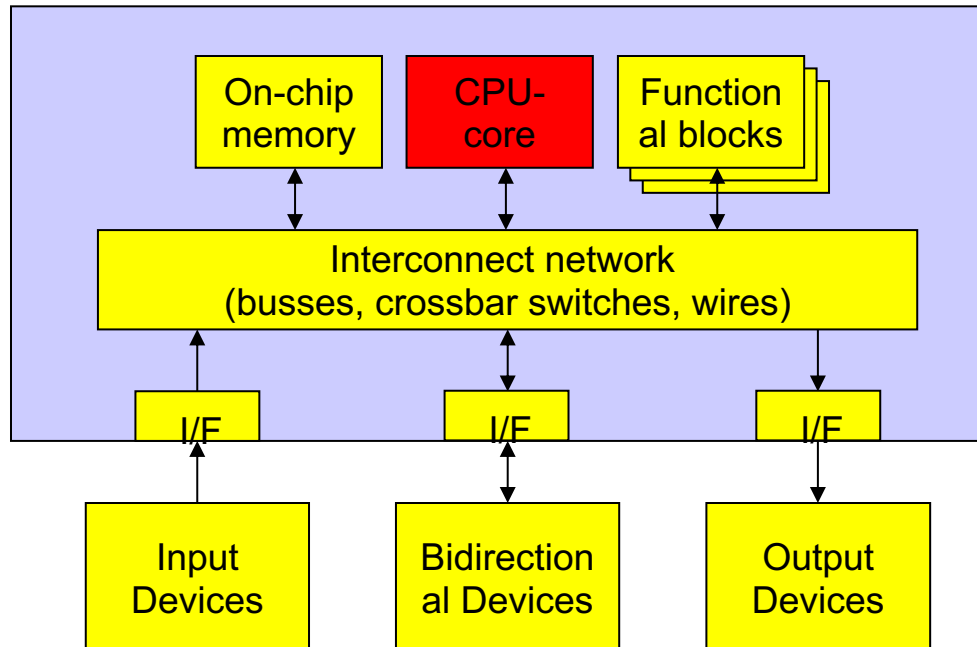 On-chip
memory
CPU-
core
Function
al blocks
Interconnect network
(busses, crossbar switches, wires)
I/F
I/F
I/F
Input
Devices
Bidirection
al Devices
Output
Devices